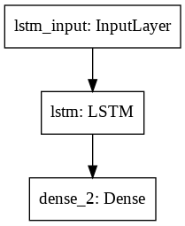 lstm_input: InputLayer
lstm: LSTM
dense_2: Dense